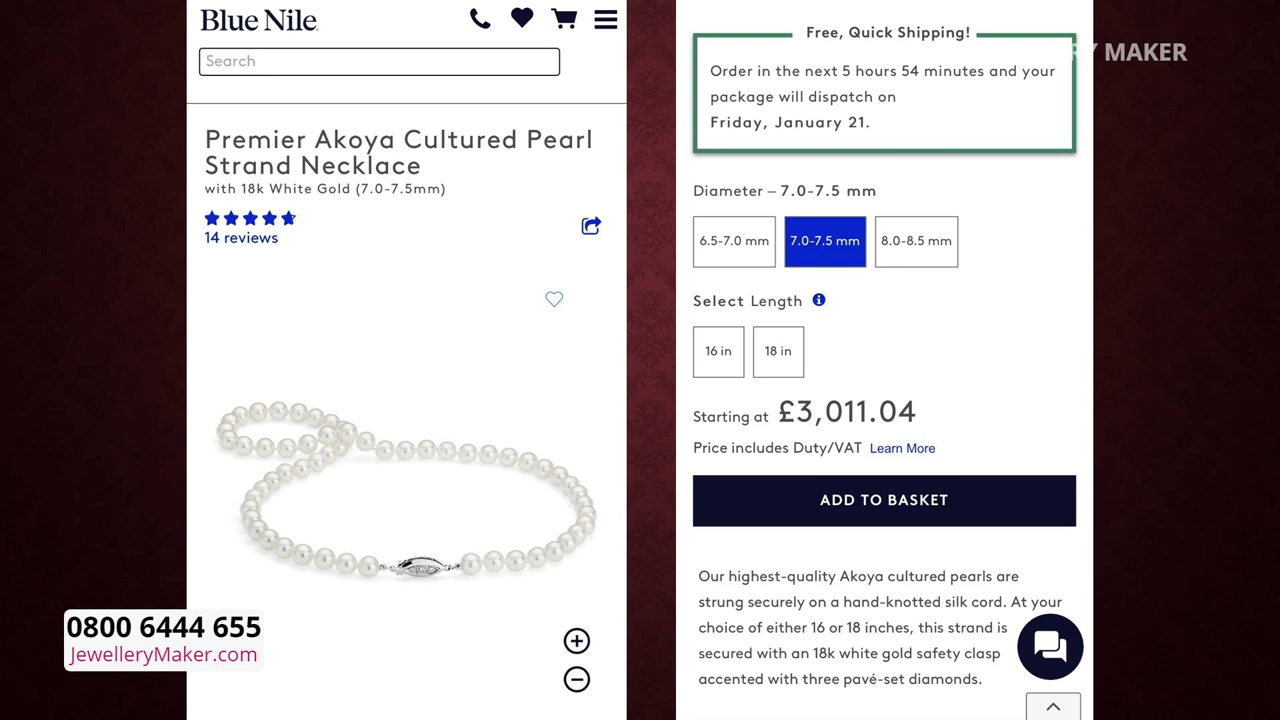 Blue Nile
Search
Premier Akoya Cultured Pearl
Strand Necklace
with 18k White Gold (7.0-7.5mm)
14 reviews
0800 6444 655
JewelleryMaker.com
Free, Quick Shipping!
Order in the next 5 hours 54 minutes and your
package will dispatch on
Friday, January 21.
Diameter – 7.0-7.5 mm
6.5-7.0 mm 7.0-7.5 mm 8.0-8.5 mm
Select Length
16 in 18 in
Starting at £3,011.04
Price includes Duty/VAT Learn More
ADD TO BASKET
Our highest-quality Akoya cultured pearls are
strung securely on a hand-knotted silk cord. At your
choice of either 16 or 18 inches, this strand is
secured with an 18k white gold safety clasp
accented with three pavé-set diamonds.
MAKER